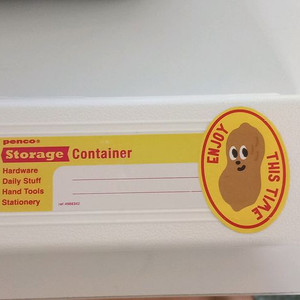 penco®
Storage Container
Hardware
Daily Stuff
Hand Tools
Stationery
ENJOY
THIS TIME